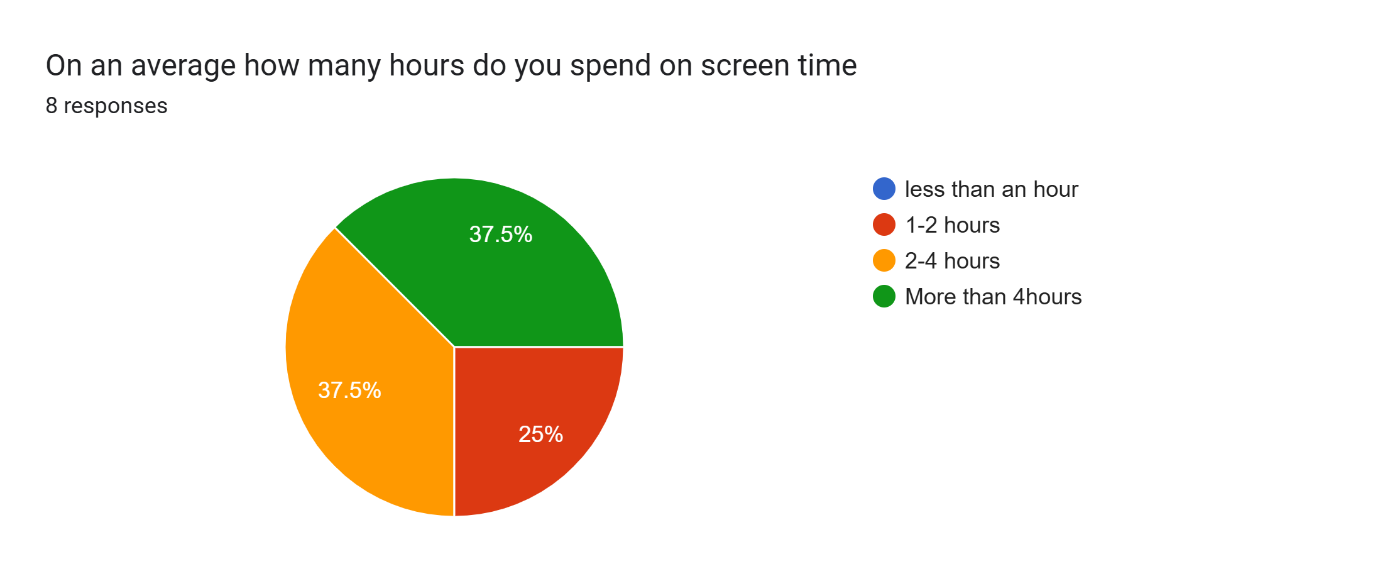 On an average how many hours do you spend on screen time
8 responses
37.5%
37.5%
25%
less than an hour
1-2 hours
2-4 hours
More than 4hours